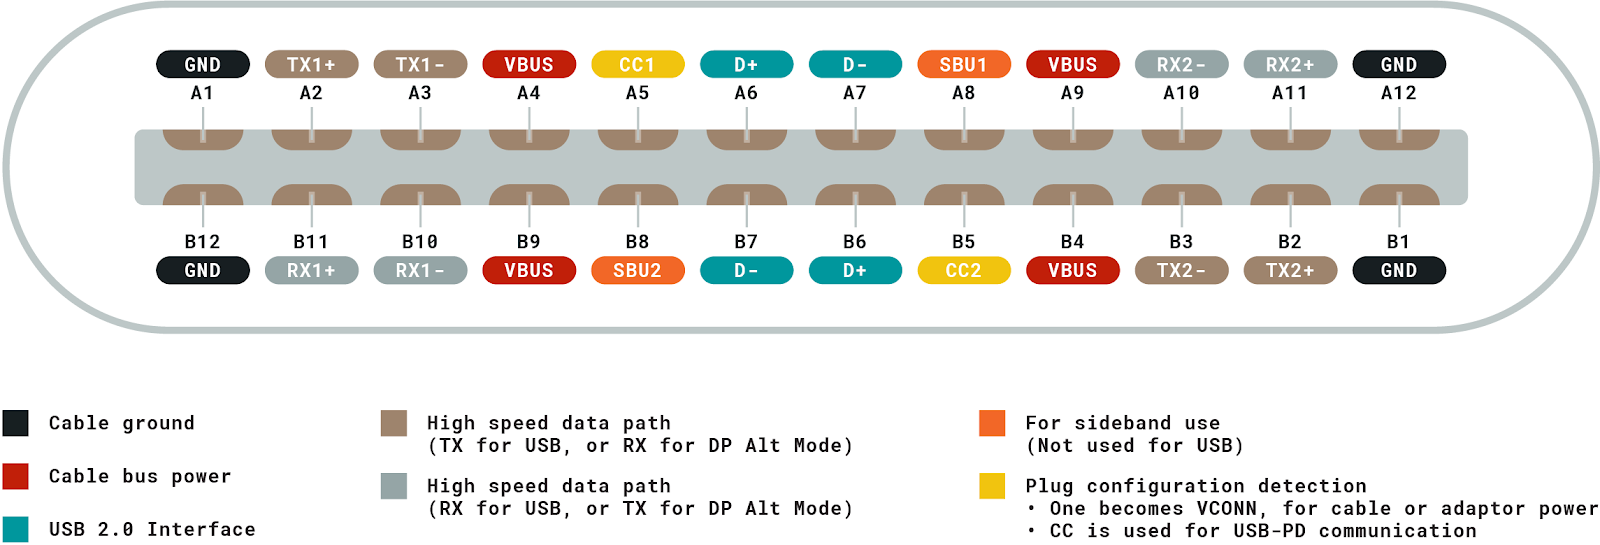 GND TX1+ TX1- VBUS CC1 D+ D- SBU1 VBUS RX2- RX2+ GND
A1 A2 A3 A4 A5 A6 A7 A8 A9 A10 A11 A12
B12 B11 B10 B9 B8 B7 B6 B5 B4 B3 B2 B1
GND RX1+ RX1- VBUS SBU2 D- D+ CC2 VBUS TX2- TX2+ GND
Cable ground
Cable bus power
USB 2.0 Interface
High speed data path
(TX for USB, or RX for DP Alt Mode)
High speed data path
(RX for USB, or TX for DP Alt Mode)
For sideband use
(Not used for USB)
Plug configuration detection
• One becomes VCONN, for cable or adaptor power
• CC is used for USB-PD communication